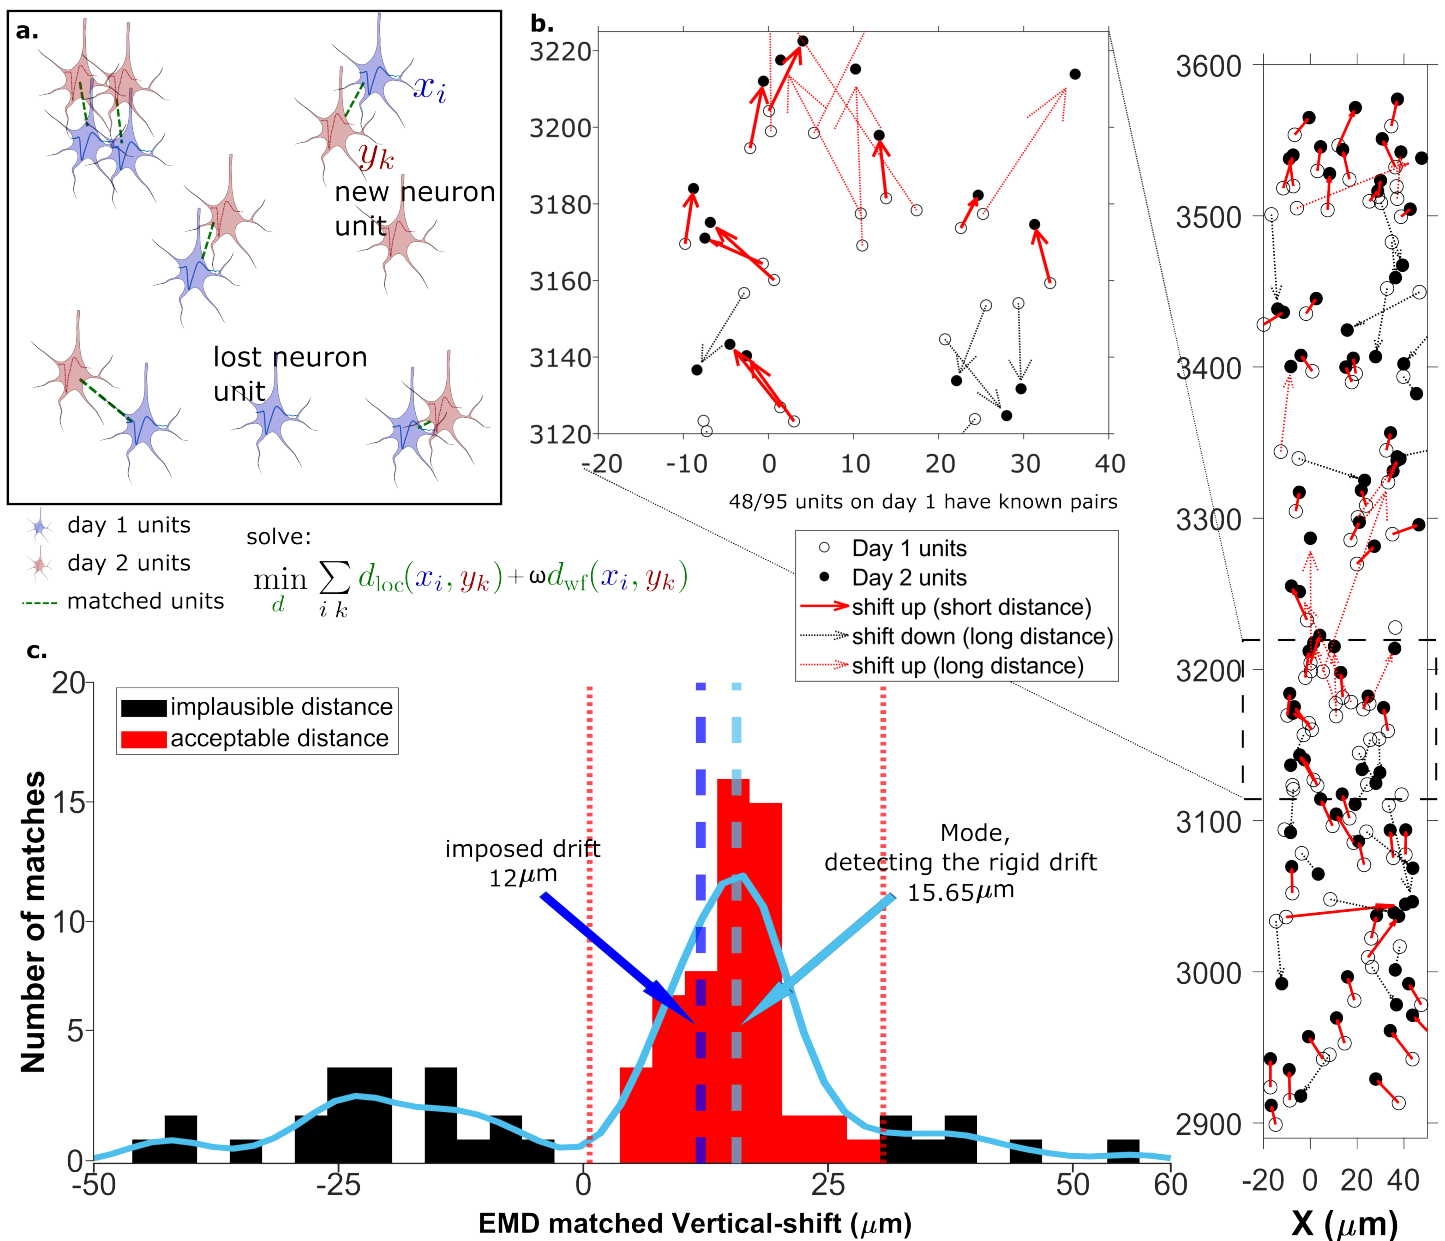 a.
x_i
y_k
new neuron
unit
lost neuron
unit
day 1 units
day 2 units
matched units
solve:
min_d ∑_{i k} d_loc(x_i, y_k) + ωd_wf(x_i, y_k)
b.
3220
3200
3180
3160
3140
3120
-20
-10
0
10
20
30
40
48/95 units on day 1 have known pairs
Day 1 units
Day 2 units
shift up (short distance)
shift down (long distance)
shift up (long distance)
3600
3500
3400
3300
3200
3100
3000
2900
-20
0
20
40
X (μm)
c.
20
15
10
5
0
Number of matches
implausible distance
acceptable distance
imposed drift
12μm
Mode,
detecting the rigid drift
15.65μm
-50
-25
0
25
50
60
EMD matched Vertical-shift (μm)